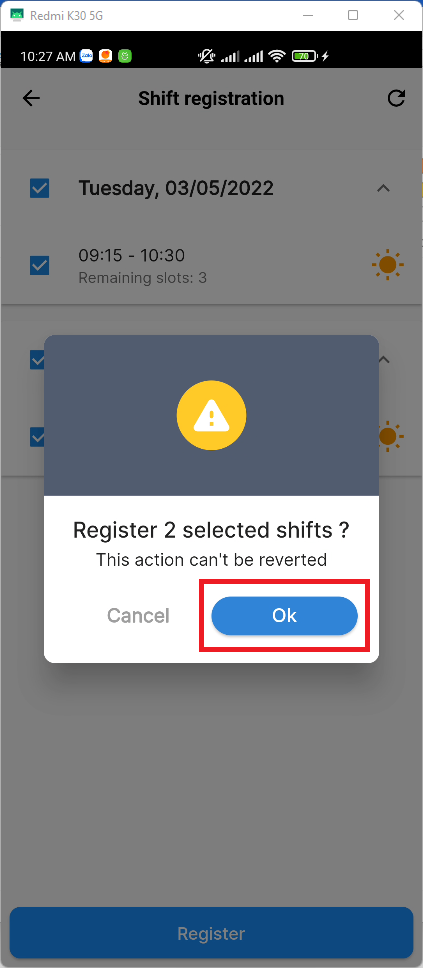 Redmi K30 5G
10:27 AM
70
Shift registration
Tuesday, 03/05/2022
09:15 - 10:30
Remaining slots: 3
Register 2 selected shifts ?
This action can't be reverted
Cancel
Ok
Register